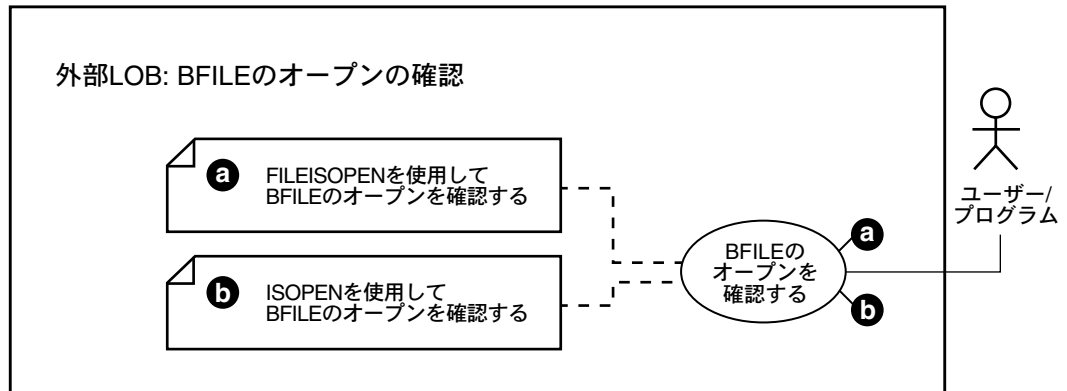 外部LOB: BFILEのオープンの確認
a
FILEISOPENを使用して
BFILEのオープンを確認する
b
ISOPENを使用して
BFILEのオープンを確認する
BFILEの
オープンを
確認する
a
b
ユーザー/
プログラム